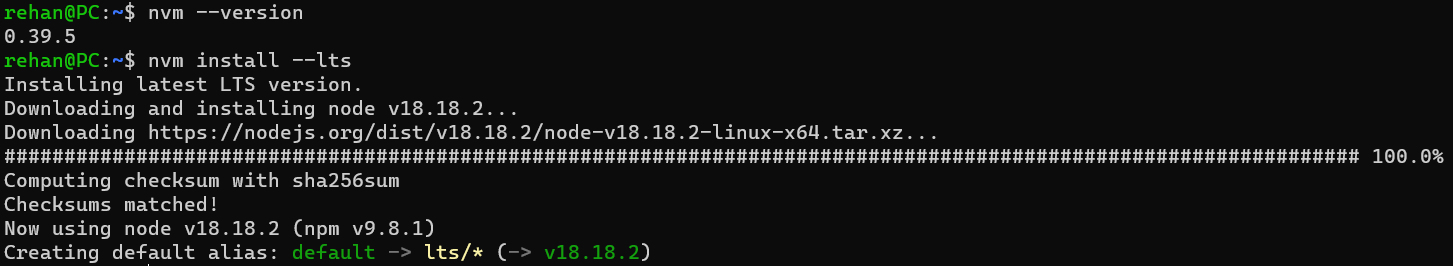 rehan@PC:~$ nvm --version
0.39.5
rehan@PC:~$ nvm install --lts
Installing latest LTS version.
Downloading and installing node v18.18.2...
Downloading https://nodejs.org/dist/v18.18.2/node-v18.18.2-linux-x64.tar.xz...
################################################################################################################# 100.0%
Computing checksum with sha256sum
Checksums matched!
Now using node v18.18.2 (npm v9.8.1)
Creating default alias: default -> lts/* (-> v18.18.2)